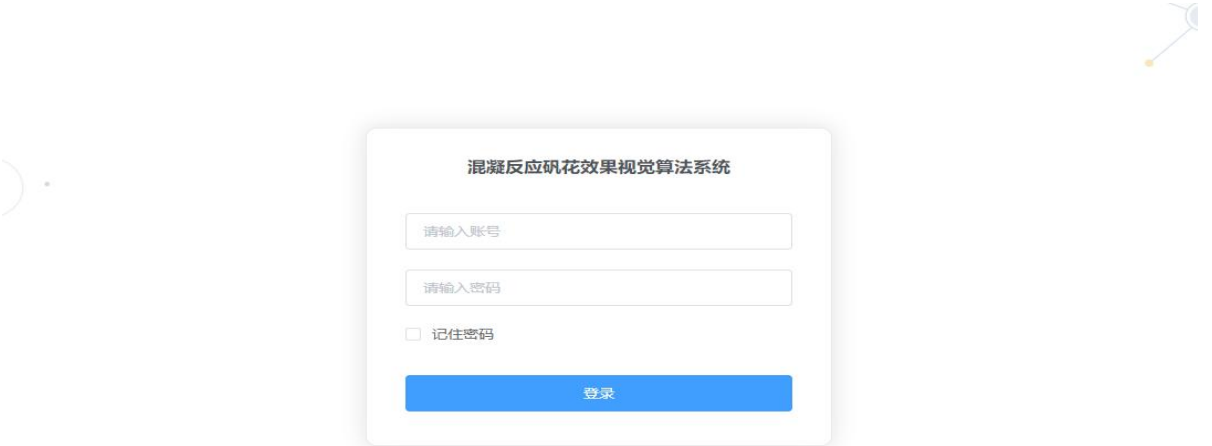 混凝反应矾花效果视觉算法系统
请输入账号
请输入密码
记住密码
登录